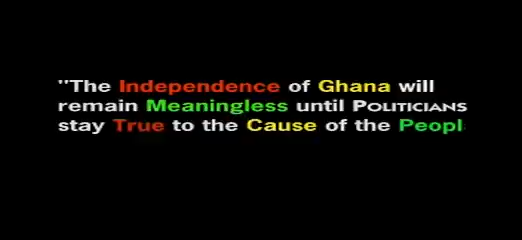 "The Independence of Ghana will
remain Meaningless until POLITICIANS
stay True to the Cause of the Peopl